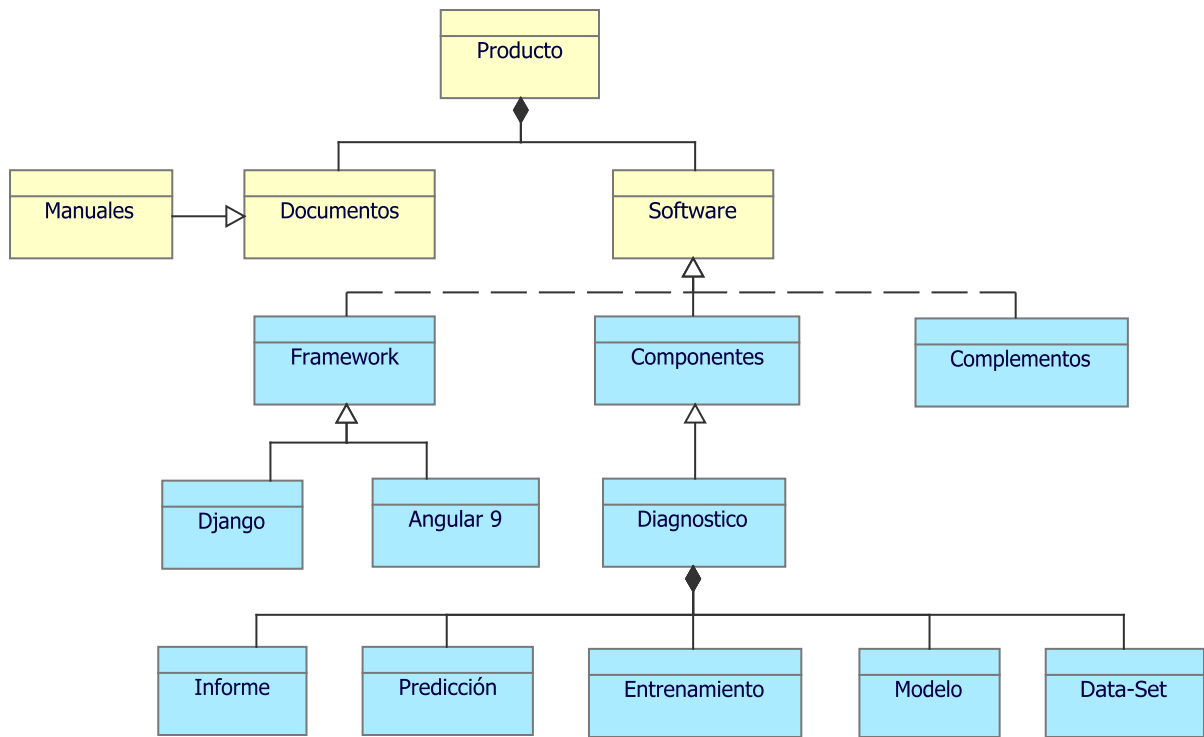 Producto
Manuales
Documentos
Software
Framework
Componentes
Complementos
Django
Angular 9
Diagnostico
Informe
Predicción
Entrenamiento
Modelo
Data-Set